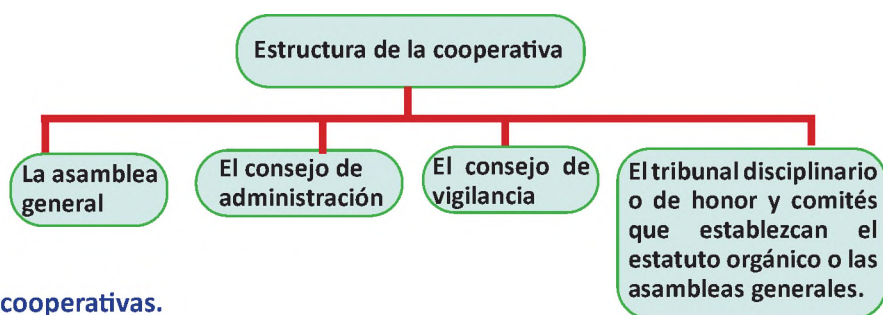 Estructura de la cooperativa
La asamblea
general
El consejo de
administración
El consejo de
vigilancia
El tribunal disciplinario
o de honor y comités
que establezcan el
estatuto orgánico o las
asambleas generales.
cooperativas.